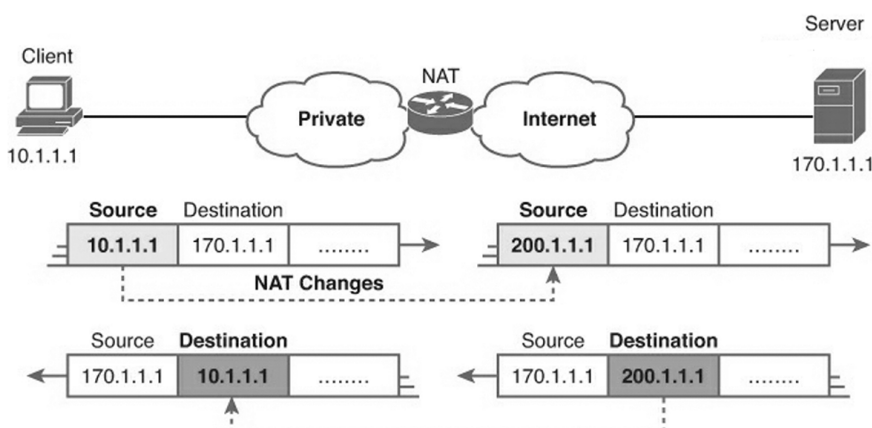 Server
Client
NAT
Private
Internet
10.1.1.1
170.1.1.1
Source Destination
Source Destination
10.1.1.1 170.1.1.1 ........
200.1.1.1 170.1.1.1 ........
NAT Changes
Source Destination
Source Destination
170.1.1.1 10.1.1.1 ........
170.1.1.1 200.1.1.1 ........